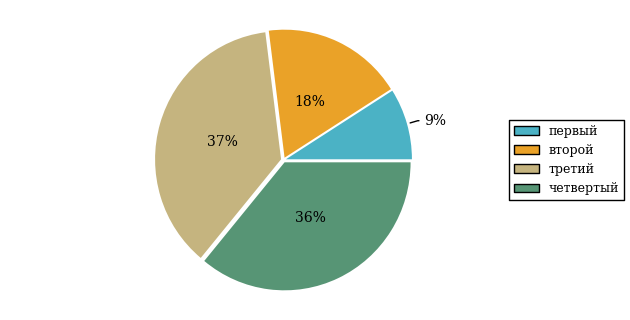 18%
9%
37%
36%
первый
второй
третий
четвертый